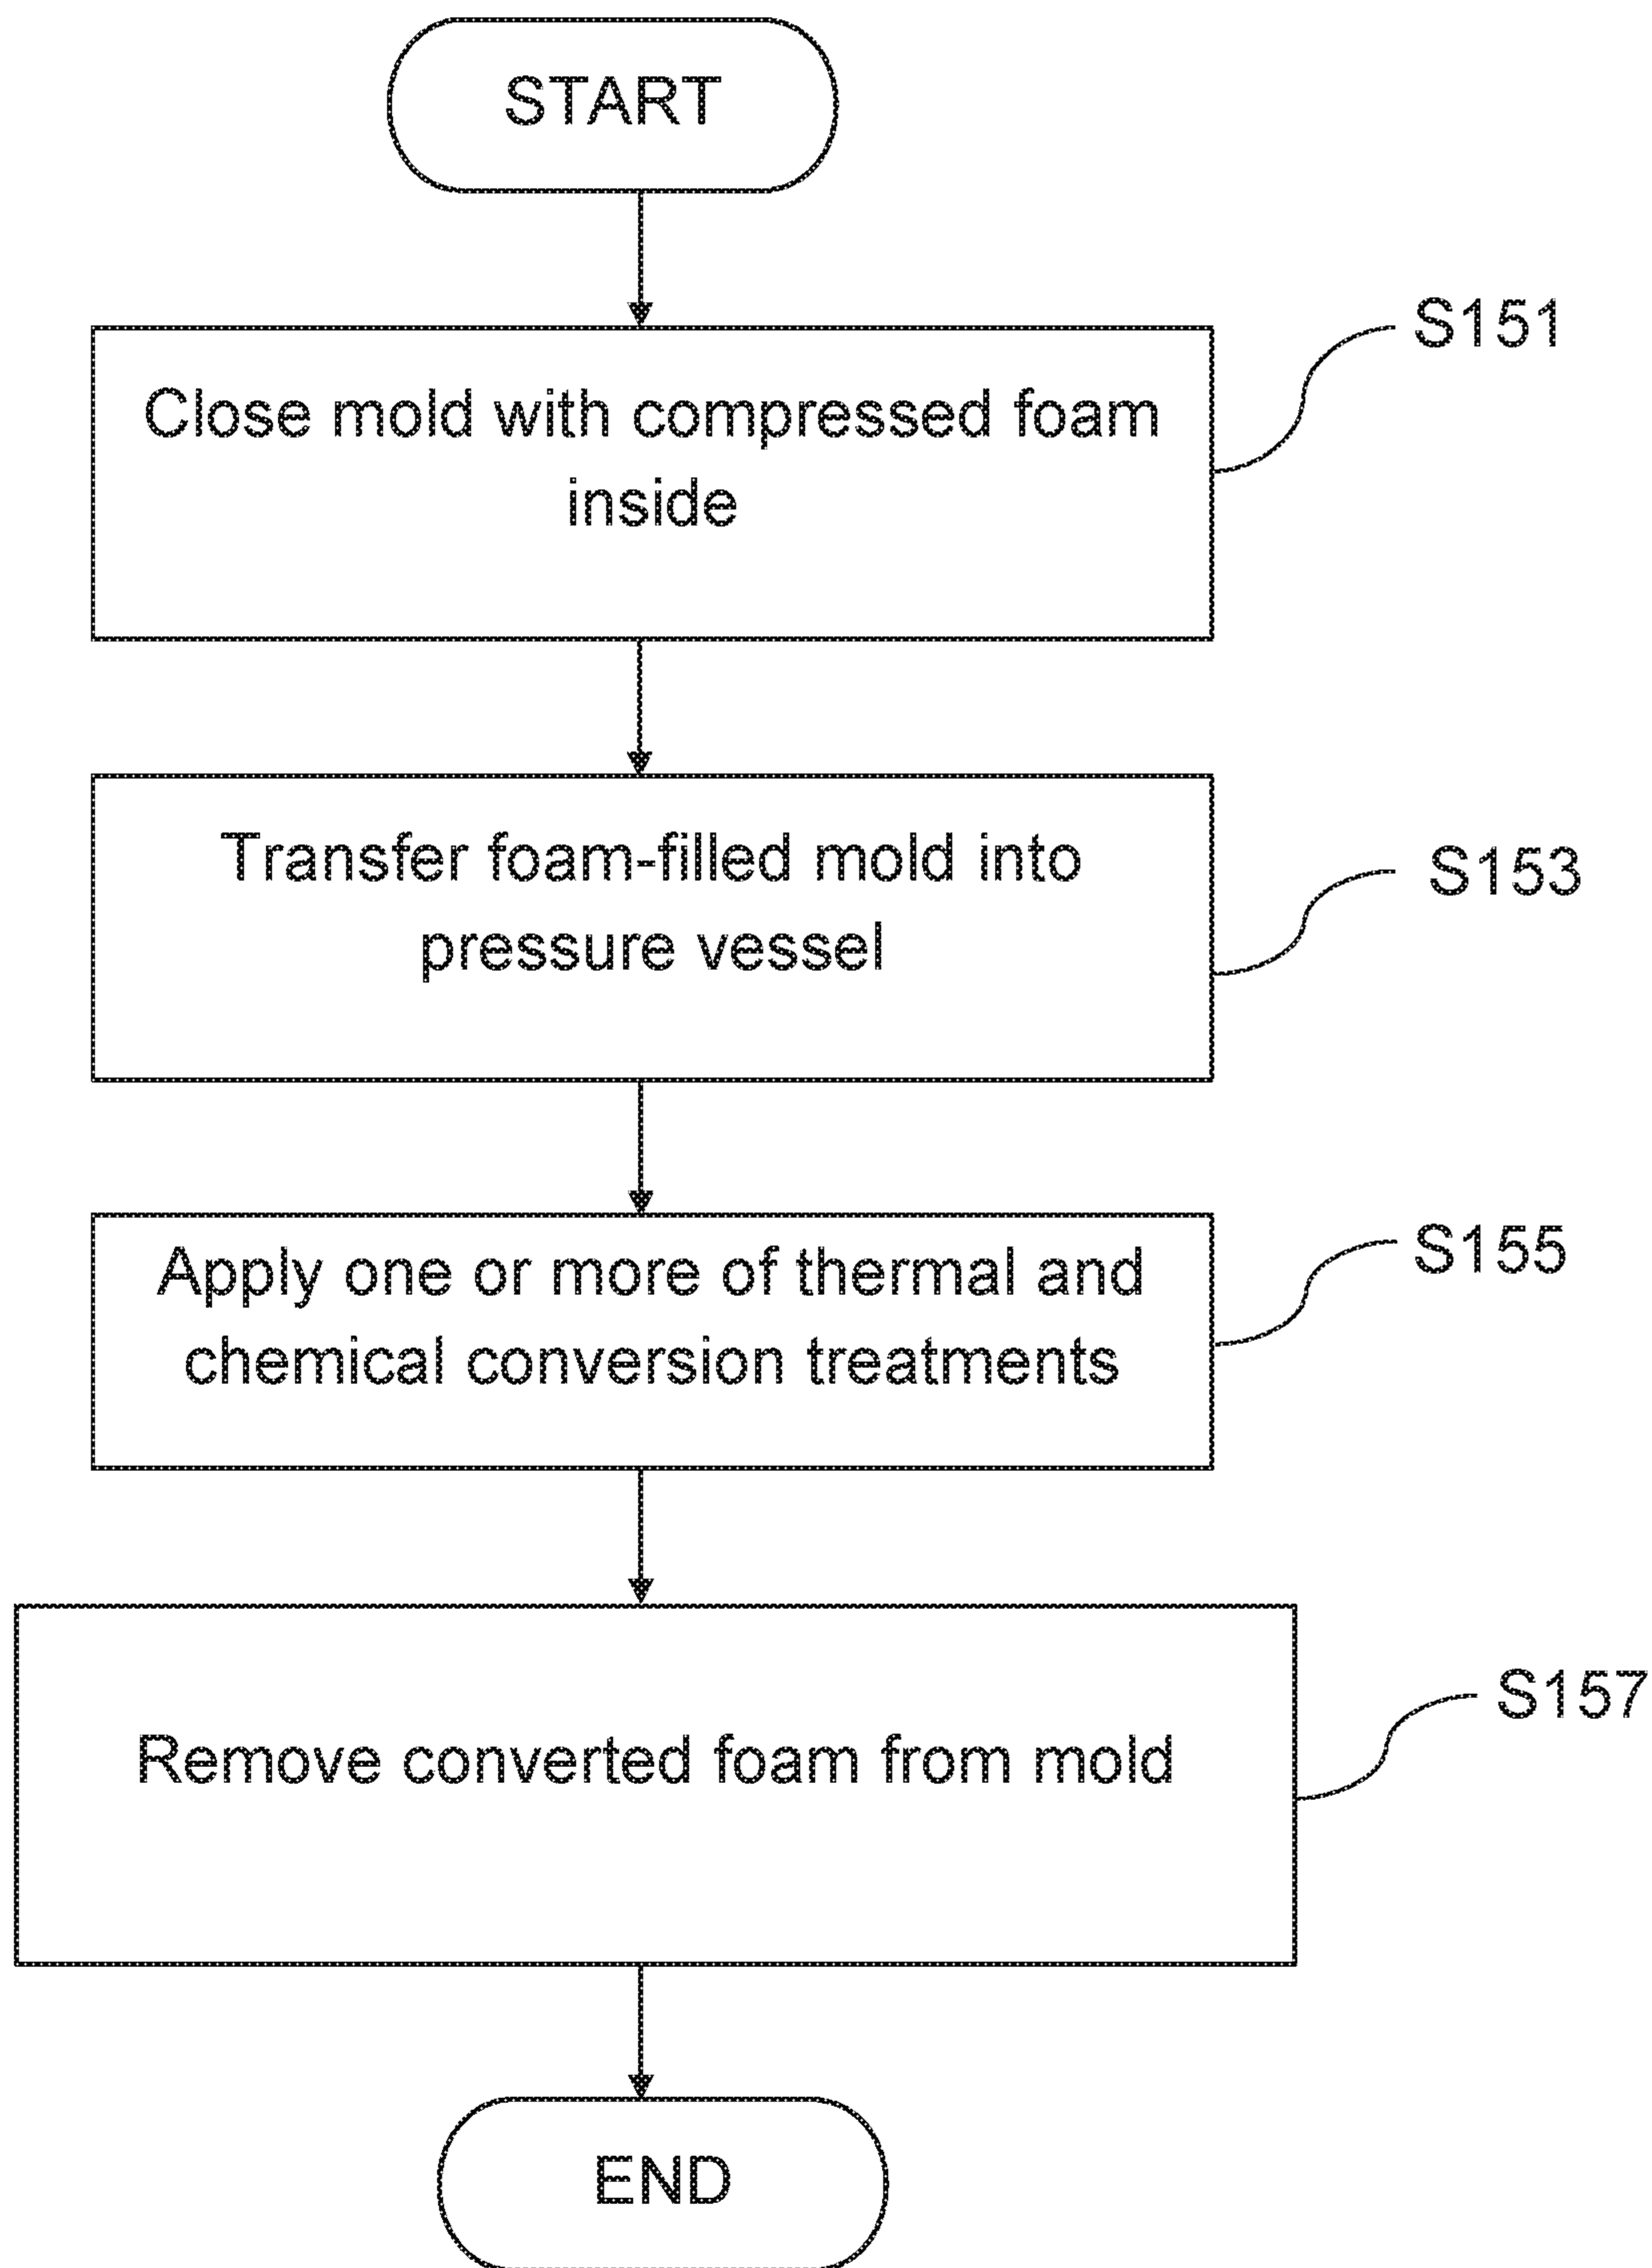 START
Close mold with compressed foam
inside
S151
Transfer foam-filled mold into
pressure vessel
S153
Apply one or more of thermal and
chemical conversion treatments
S155
Remove converted foam from mold
S157
END